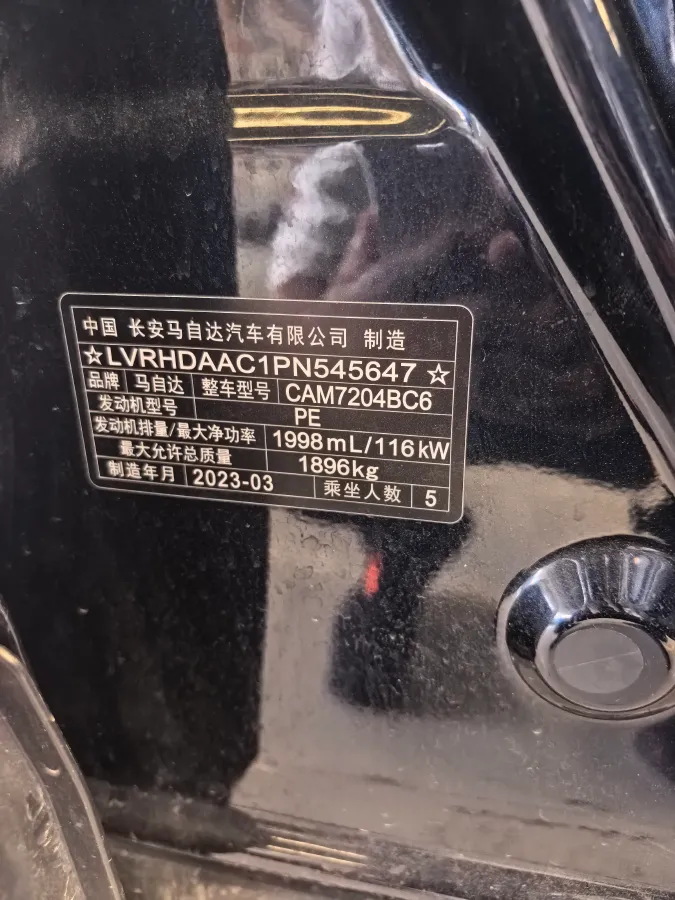 中国 长安马自达汽车有限公司 制造
☆LVRHDAAC1PN545647☆
品牌 马自达 整车型号 CAM7204BC6
发动机型号 PE
发动机排量/最大净功率 1998mL/116kW
最大允许总质量 1896kg
制造年月 2023-03 乘坐人数 5